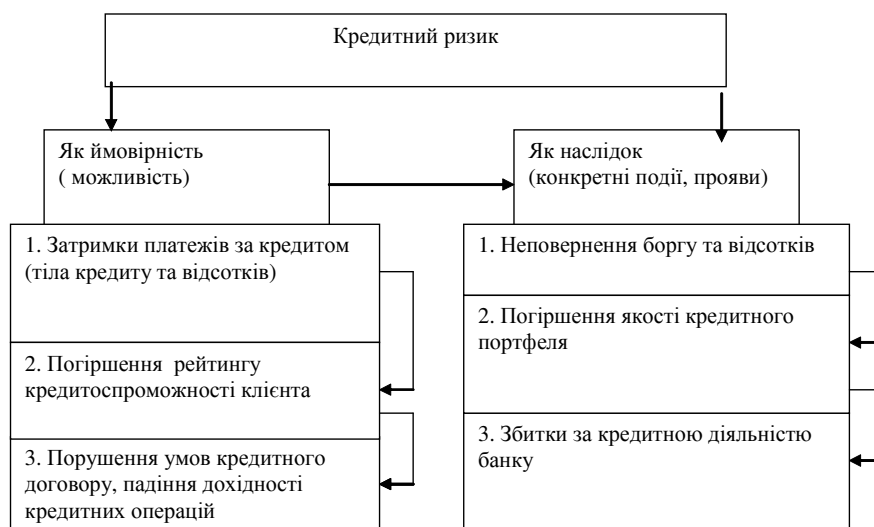 Кредитний ризик
Як ймовірність
( можливість)
Як наслідок
(конкретні події, прояви)
1. Затримки платежів за кредитом
(тіла кредиту та відсотків)
2. Погіршення  рейтингу
кредитоспроможності клієнта
3. Порушення умов кредитного
договору, падіння дохідності
кредитних операцій
1. Неповернення боргу та відсотків
2. Погіршення якості кредитного
портфеля
3. Збитки за кредитною діяльністю
банку